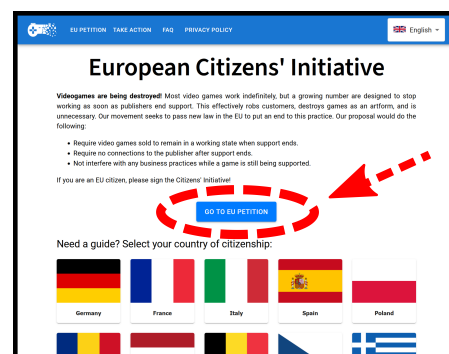 EU PETITION TAKE ACTION FAQ PRIVACY POLICY
English
European Citizens' Initiative
Videogames are being destroyed! Most video games work indefinitely, but a growing number are designed to stop
working as soon as publishers end support. This effectively robs customers, destroys games as an artform, and is
unnecessary. Our movement seeks to pass new law in the EU to put an end to this practice. Our proposal would do the
following:
• Require video games sold to remain in a working state when support ends.
• Require no connections to the publisher after support ends.
• Not interfere with any business practices while a game is still being supported.
If you are an EU citizen, please sign the Citizens' Initiative!
GO TO EU PETITION
Need a guide? Select your country of citizenship:
Germany France Italy Spain Poland